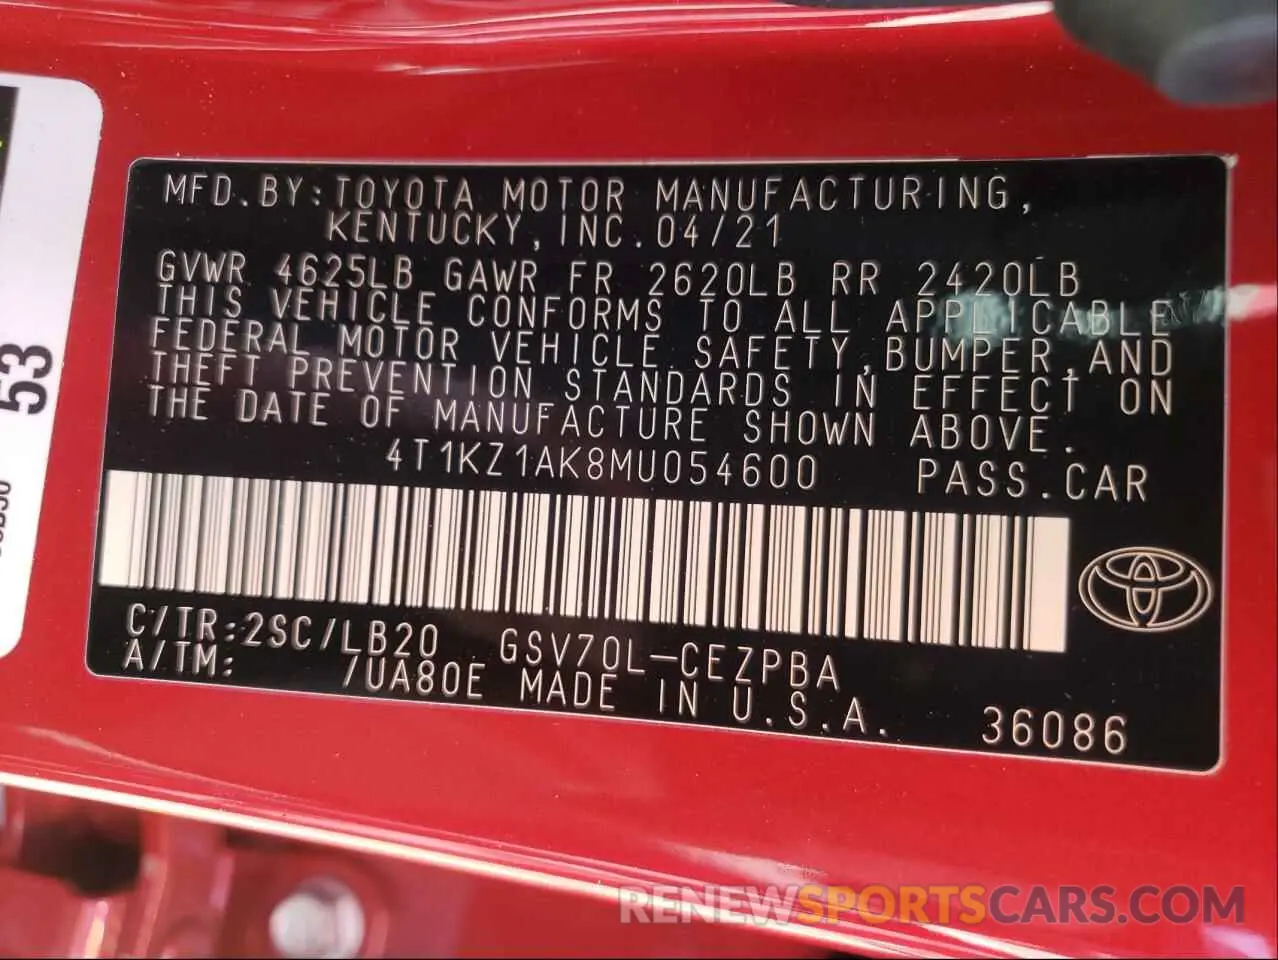 MFD.BY:TOYOTA MOTOR MANUFACTURING,
KENTUCKY, INC. 04/21
GVWR 4625LB GAWR FR 2620LB RR 2420LB
THIS VEHICLE CONFORMS TO ALL APPLICABLE
FEDERAL MOTOR VEHICLE SAFETY, BUMPER, AND
THEFT PREVENTION STANDARDS IN EFFECT ON
THE DATE OF MANUFACTURE SHOWN ABOVE.
4T1KZ1AK8MU054600 PASS.CAR
C/TR:2SC/LB20 GSV70L-CEZPBA
A/TM: /UA80E MADE IN U.S.A.
36086
53
RENEWSPORTSCARS.COM